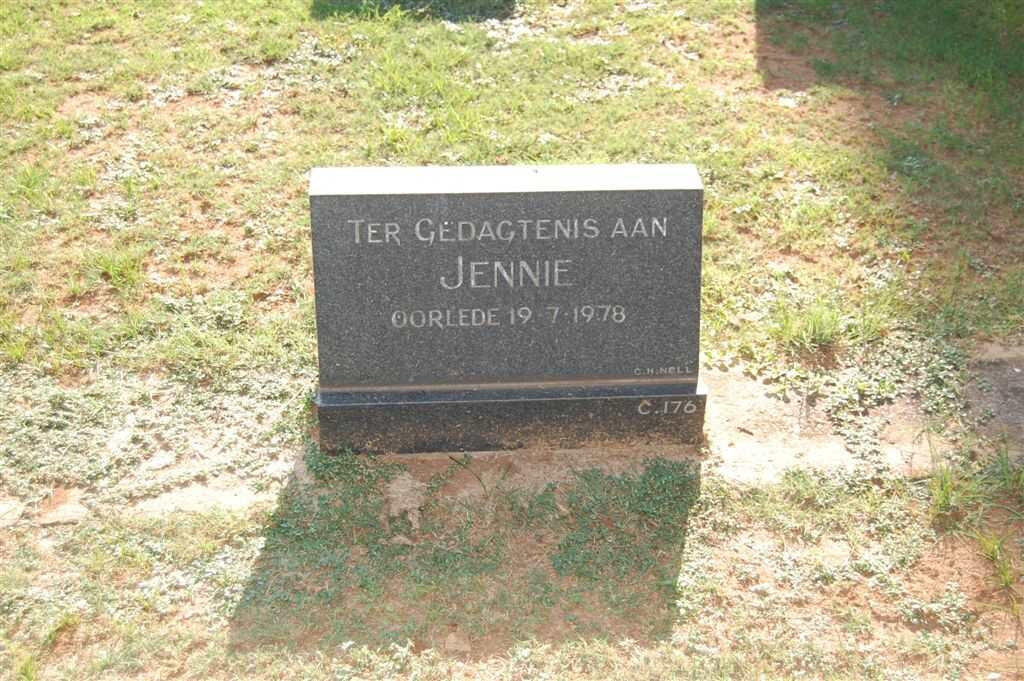 TER GEDAGTENIS AAN
JENNIE
OORLEDE 19.7.1978
C.H.NELL
C.176